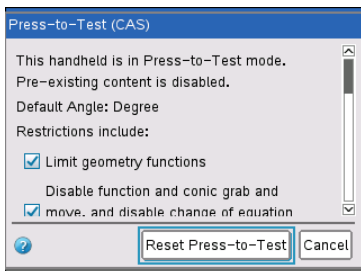 Press-to-Test (CAS)
This handheld is in Press-to-Test mode.
Pre-existing content is disabled.
Default Angle: Degree
Restrictions include:
Limit geometry functions
Disable function and conic grab and
move, and disable change of equation
?
Reset Press-to-Test
Cancel